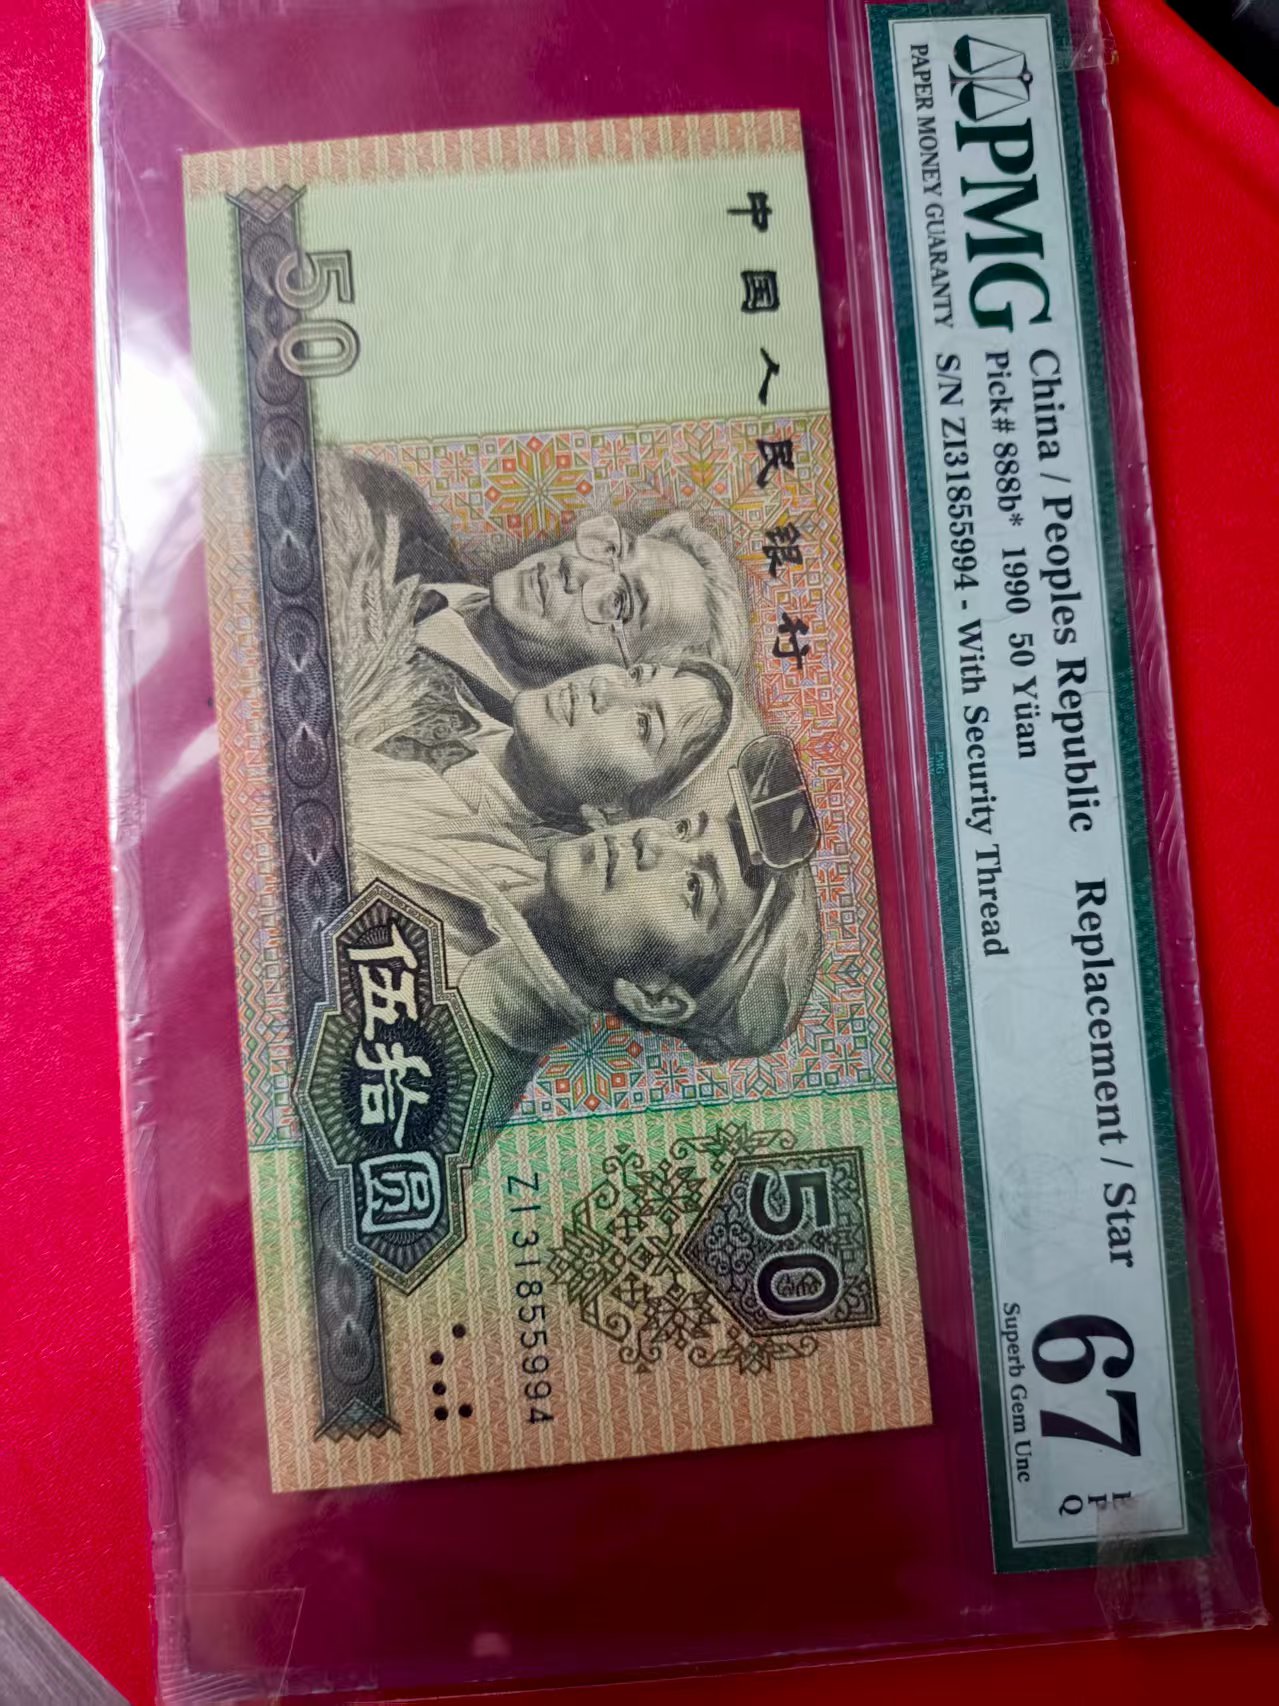 PMG
PAPER MONEY GUARANTY
China / Peoples Republic
Pick# 888b* 1990 50 Yüan
S/N ZI31855994 - With Security Thread
Replacement / Star
67
Superb Gem Unc
E
P
Q
中国人民银行
50
50
伍拾圆
ZI31855994